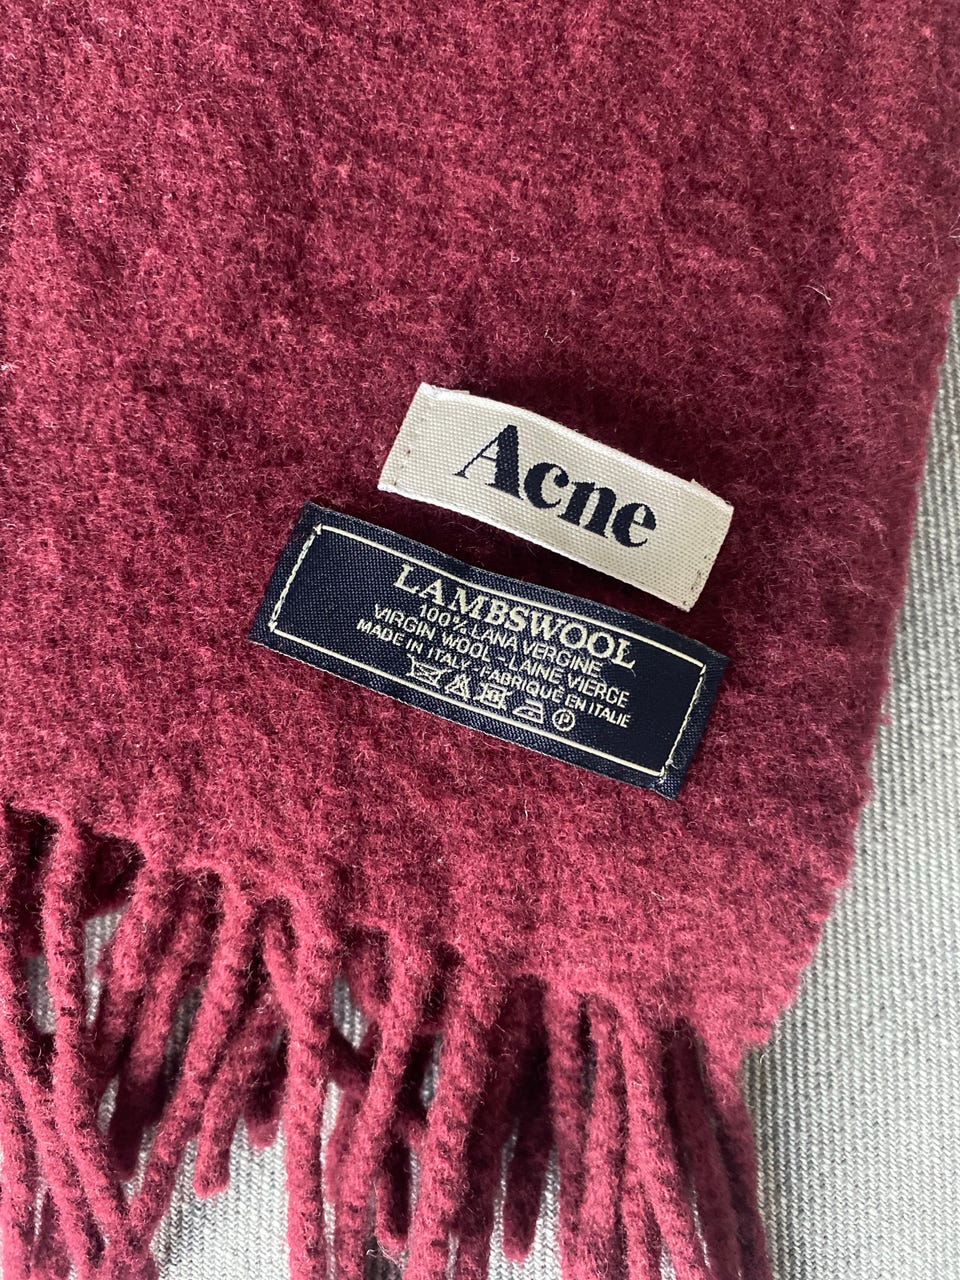 Acne
LAMBSWOOL
100% LANA VERGINE
VIRGIN WOOL - LAINE VIERGE
MADE IN ITALY - FABRIQUE EN ITALIE
P